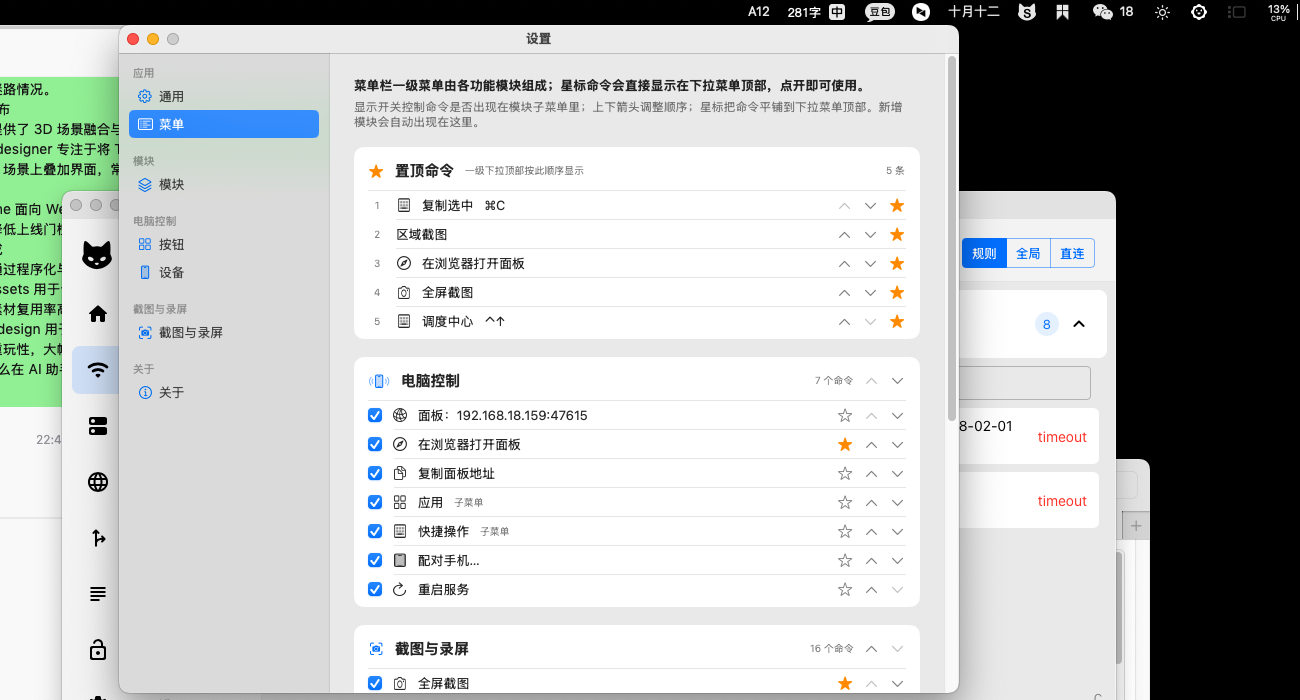 A12 281字 中 豆包 十月十二 18 13% CPU
设置
应用
通用
菜单
模块
模块
电脑控制
按钮
设备
截图与录屏
截图与录屏
关于
关于
菜单栏一级菜单由各功能模块组成；星标命令会直接显示在下拉菜单顶部，点开即可使用。
显示开关控制命令是否出现在模块子菜单里；上下箭头调整顺序；星标把命令平铺到下拉菜单顶部。新增
模块会自动出现在这里。
置顶命令 一级下拉顶部按此顺序显示 5 条
1 复制选中 ⌘C
2 区域截图
3 在浏览器打开面板
4 全屏截图
5 调度中心 ^↑
电脑控制 7 个命令
面板：192.168.18.159:47615
在浏览器打开面板
复制面板地址
应用 子菜单
快捷操作 子菜单
配对手机...
重启服务
截图与录屏 16 个命令
全屏截图
路情况。
布
提供了 3D 场景融合与
designer 专注于将
场景上叠加界面，常
ne 面向 We
降低上线门
通过程序化与
ssets 用于
素材复用率高
design 用于
重玩性，大幅
么在 AI 助手
22:4
规则 全局 直连
8
8-02-01
timeout
timeout